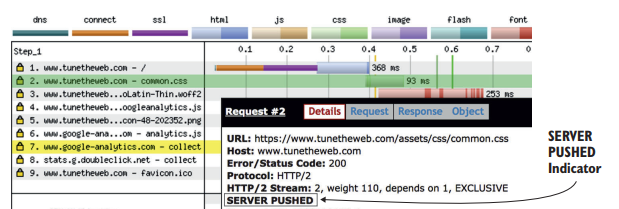 dns connect ssl html js css image flash font
Step_1 0.1 0.2 0.3 0.4 0.5 0.6 0.7 0
1. www.tunetheweb.com - / 368 ms
2. www.tunetheweb.com - common.css 93 ms
3. www.tunetheweb...oLatin-Thin.woff2 253 ms
4. www.tunetheweb...oogleanalytics.js
5. www.tunetheweb...con-48-202352.png
6. www.google-ana...om - analytics.js
7. www.google-analytics.com - collect
8. stats.g.doubleclick.net - collect
9. www.tunetheweb.com - favicon.ico
Request #2 Details Request Response Object
URL: https://www.tunetheweb.com/assets/css/common.css
Host: www.tunetheweb.com
Error/Status Code: 200
Protocol: HTTP/2
HTTP/2 Stream: 2, weight 110, depends on 1, EXCLUSIVE
SERVER PUSHED
SERVER
PUSHED
Indicator